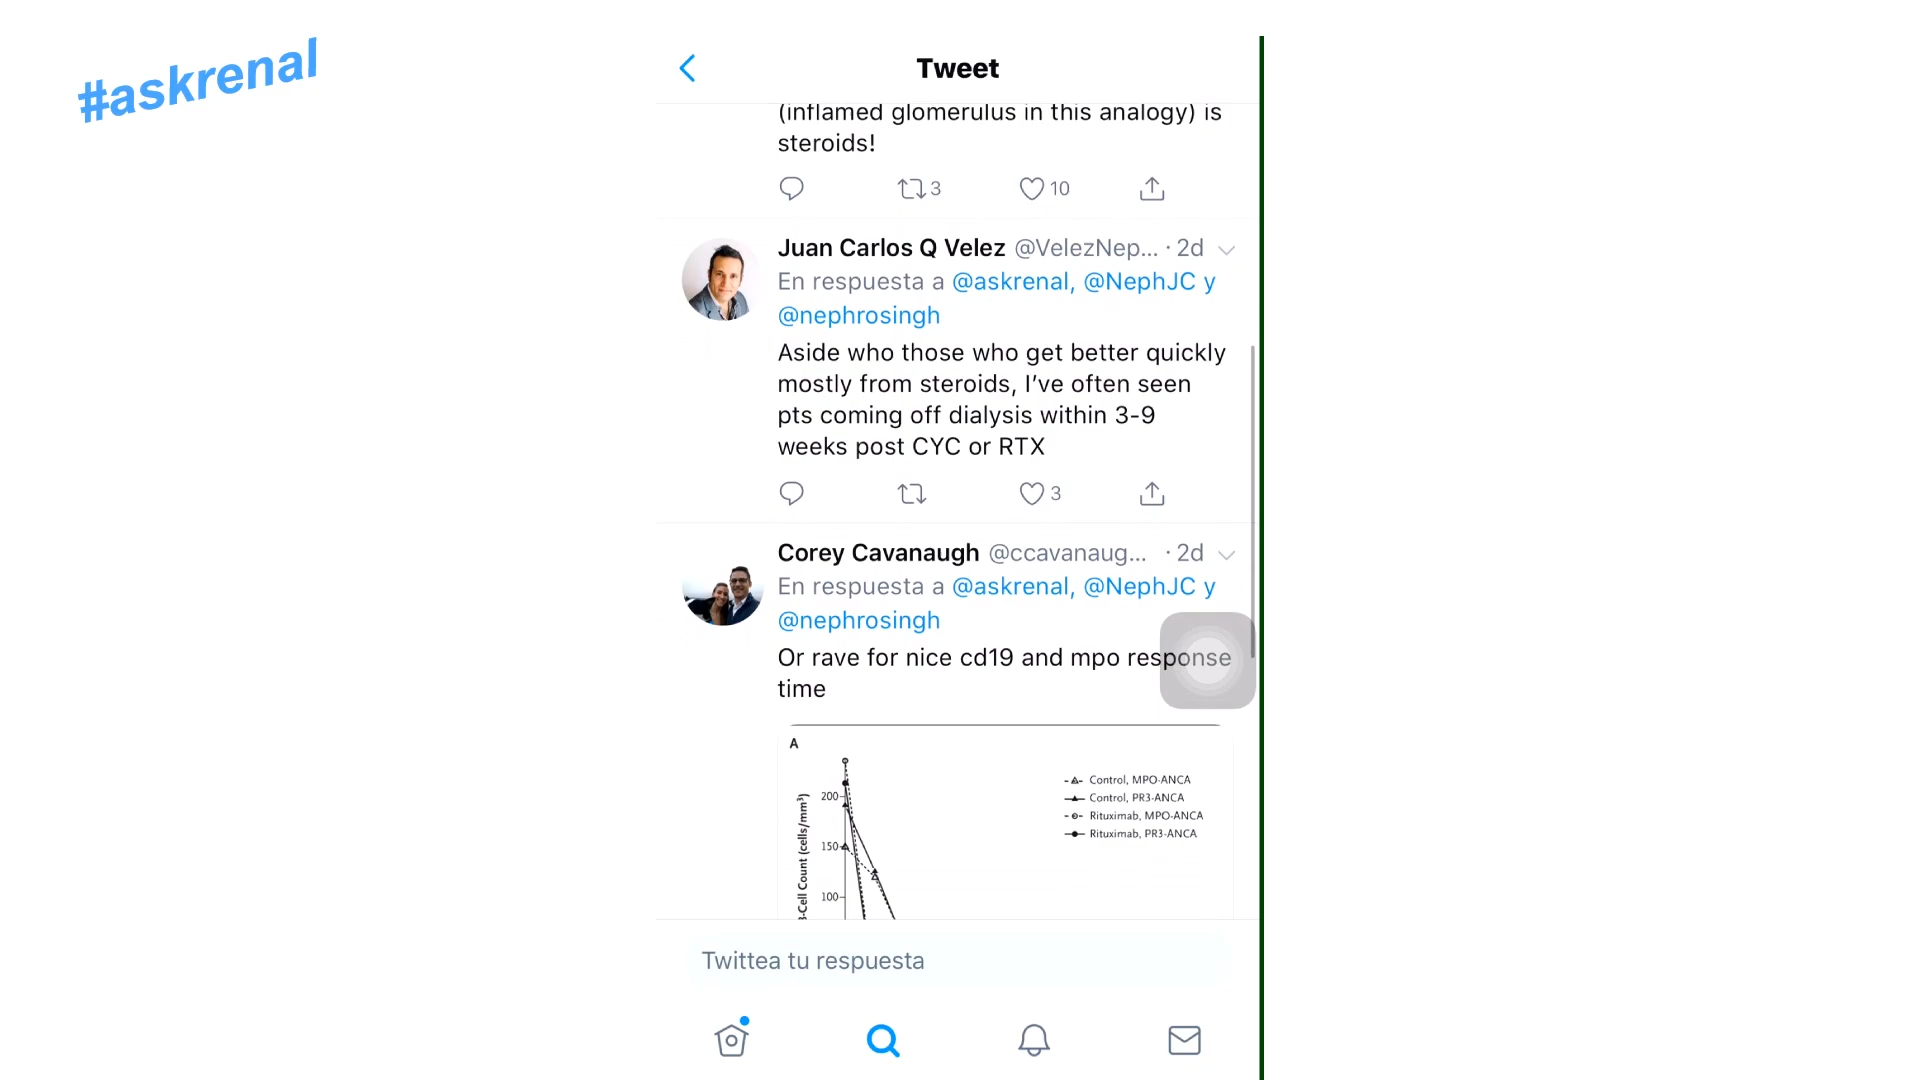 #askrenal
Tweet
(inflamed glomerulus in this analogy) is
steroids!
3 10
Juan Carlos Q Velez @VelezNep... · 2d
En respuesta a @askrenal, @NephJC y
@nephrosingh
Aside who those who get better quickly
mostly from steroids, I’ve often seen
pts coming off dialysis within 3-9
weeks post CYC or RTX
3
Corey Cavanaugh @ccavanaug... · 2d
En respuesta a @askrenal, @NephJC y
@nephrosingh
Or rave for nice cd19 and mpo response
time
A
Control, MPO-ANCA
Control, PR3-ANCA
Rituximab, MPO-ANCA
Rituximab, PR3-ANCA
200
150
100
-Cell Count (cells/mm³)
Twittea tu respuesta